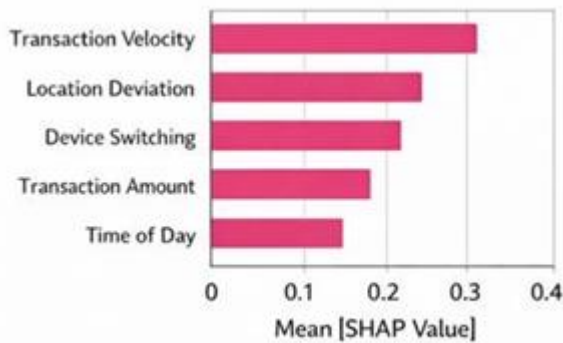 Transaction Velocity
Location Deviation
Device Switching
Transaction Amount
Time of Day
0 0.1 0.2 0.3 0.4
Mean [SHAP Value]